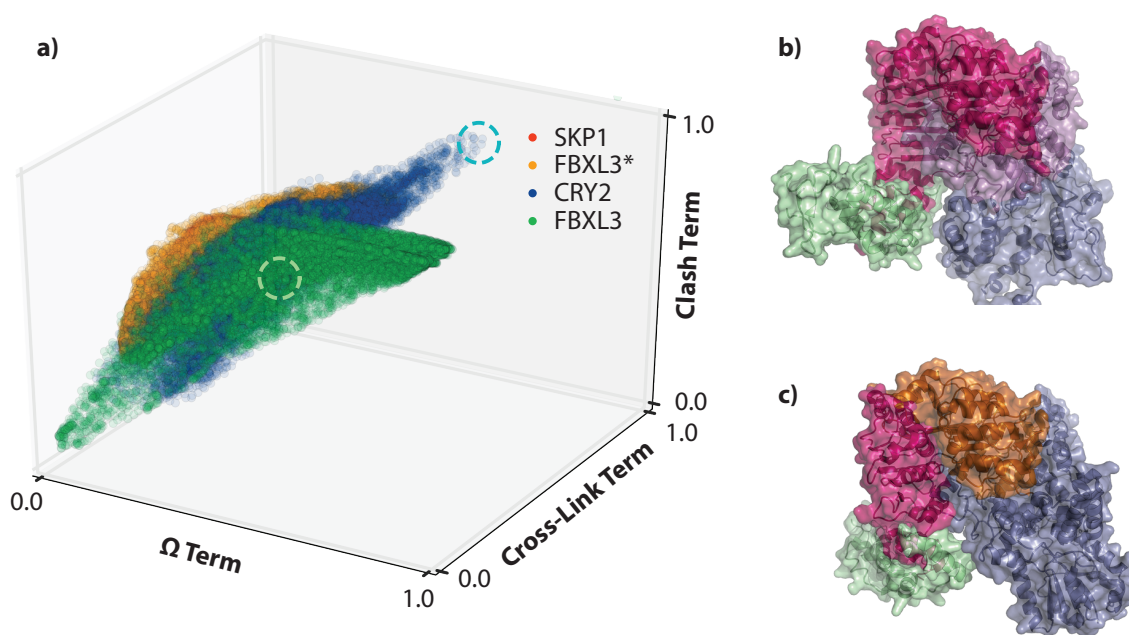 a)
SKP1
FBXL3*
CRY2
FBXL3
1.0
Clash Term
0.0
1.0
Cross-Link Term
0.0
1.0
Ω Term
0.0
b)
c)